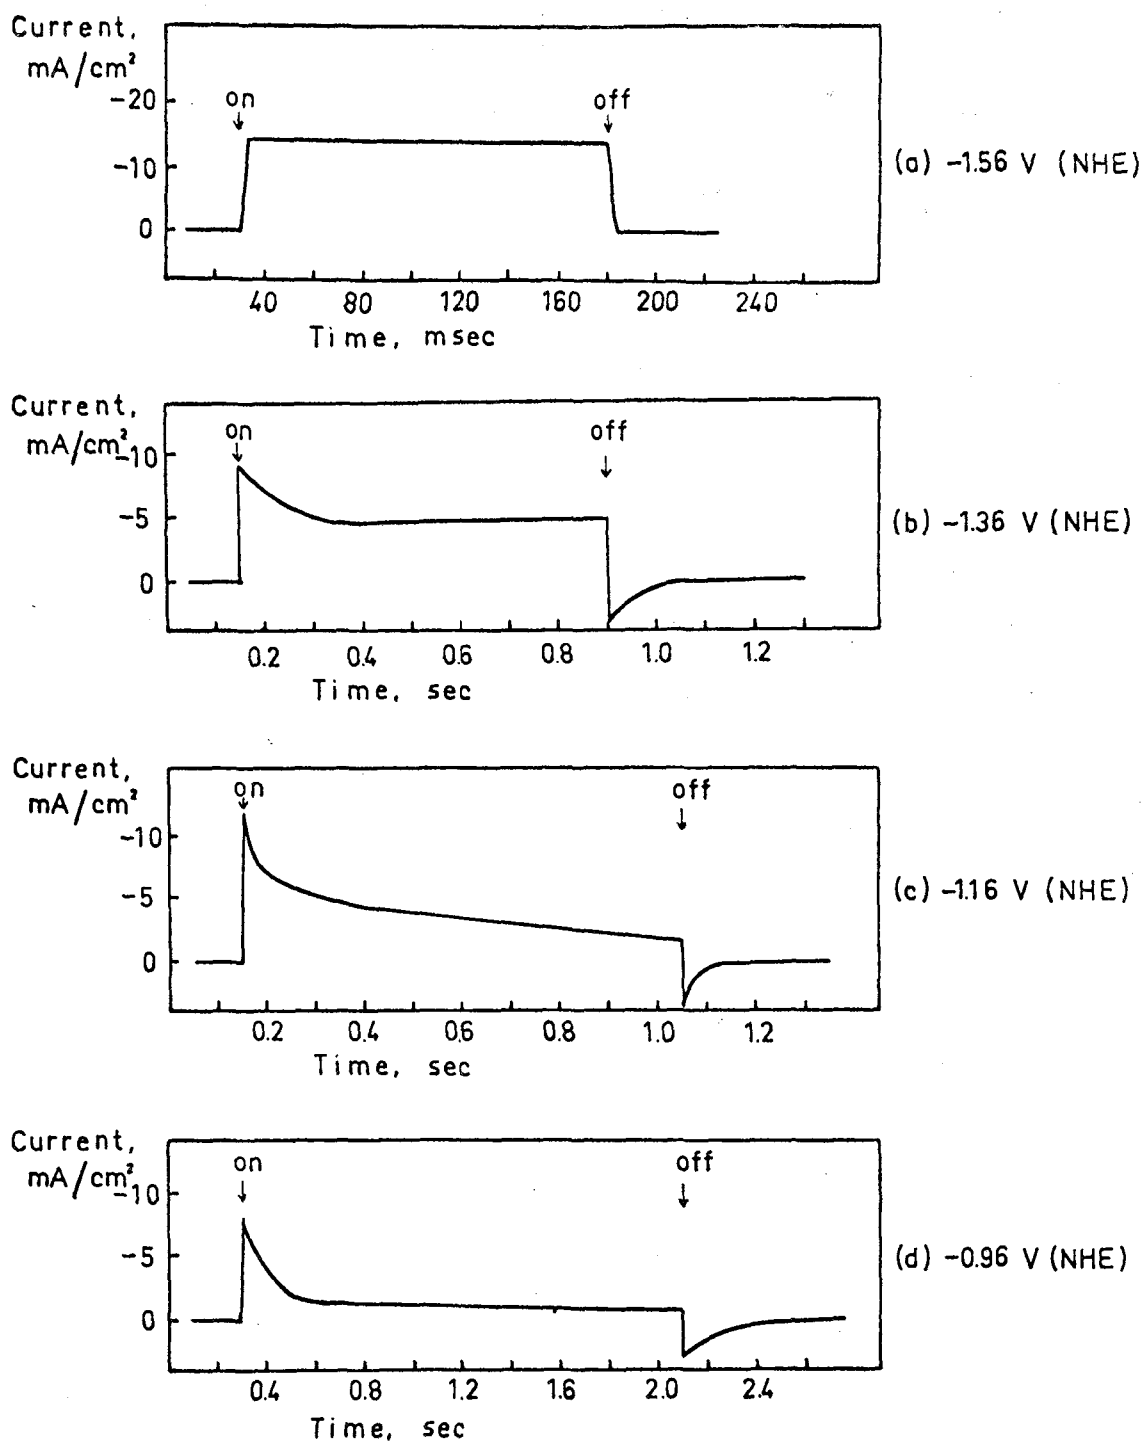 Current,
mA/cm²
-20
-10
0
on
off
(a) -1.56 V (NHE)
40 80 120 160 200 240
Time, msec
Current,
mA/cm²
-10
-5
0
on
off
(b) -1.36 V (NHE)
0.2 0.4 0.6 0.8 1.0 1.2
Time, sec
Current,
mA/cm²
-10
-5
0
on
off
(c) -1.16 V (NHE)
0.2 0.4 0.6 0.8 1.0 1.2
Time, sec
Current,
mA/cm²
-10
-5
0
on
off
(d) -0.96 V (NHE)
0.4 0.8 1.2 1.6 2.0 2.4
Time, sec